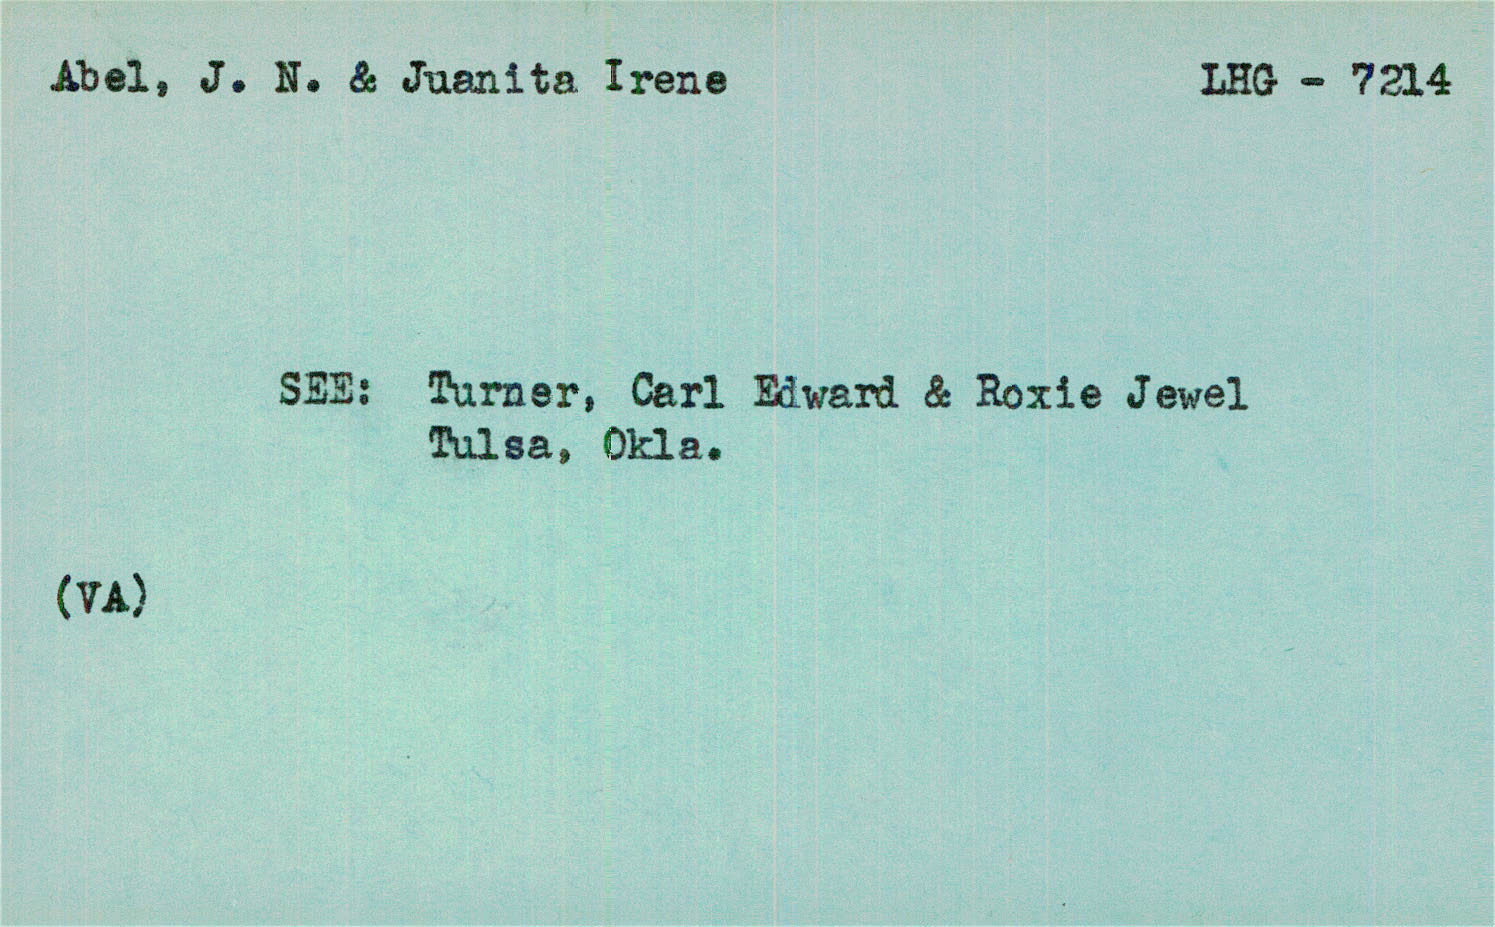 Abel, J. N. & Juanita Irene LHG - 7214
SEE: Turner, Carl Edward & Roxie Jewel
Tulsa, Okla.
(VA)